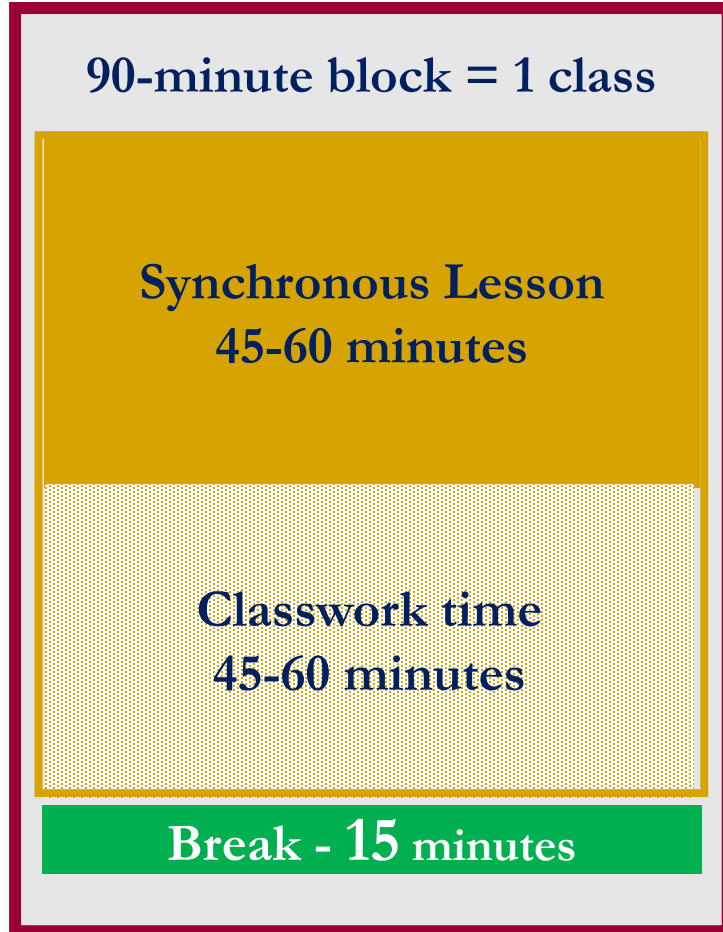 90-minute block = 1 class
Synchronous Lesson
45-60 minutes
Classwork time
45-60 minutes
Break - 15 minutes